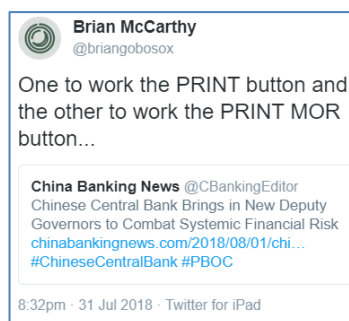 Brian McCarthy
@briangobosox
One to work the PRINT button and
the other to work the PRINT MOR
button...
China Banking News @CBankingEditor
Chinese Central Bank Brings in New Deputy
Governors to Combat Systemic Financial Risk
chinabankingnews.com/2018/08/01/chi...
#ChineseCentralBank #PBOC
8:32pm · 31 Jul 2018 · Twitter for iPad